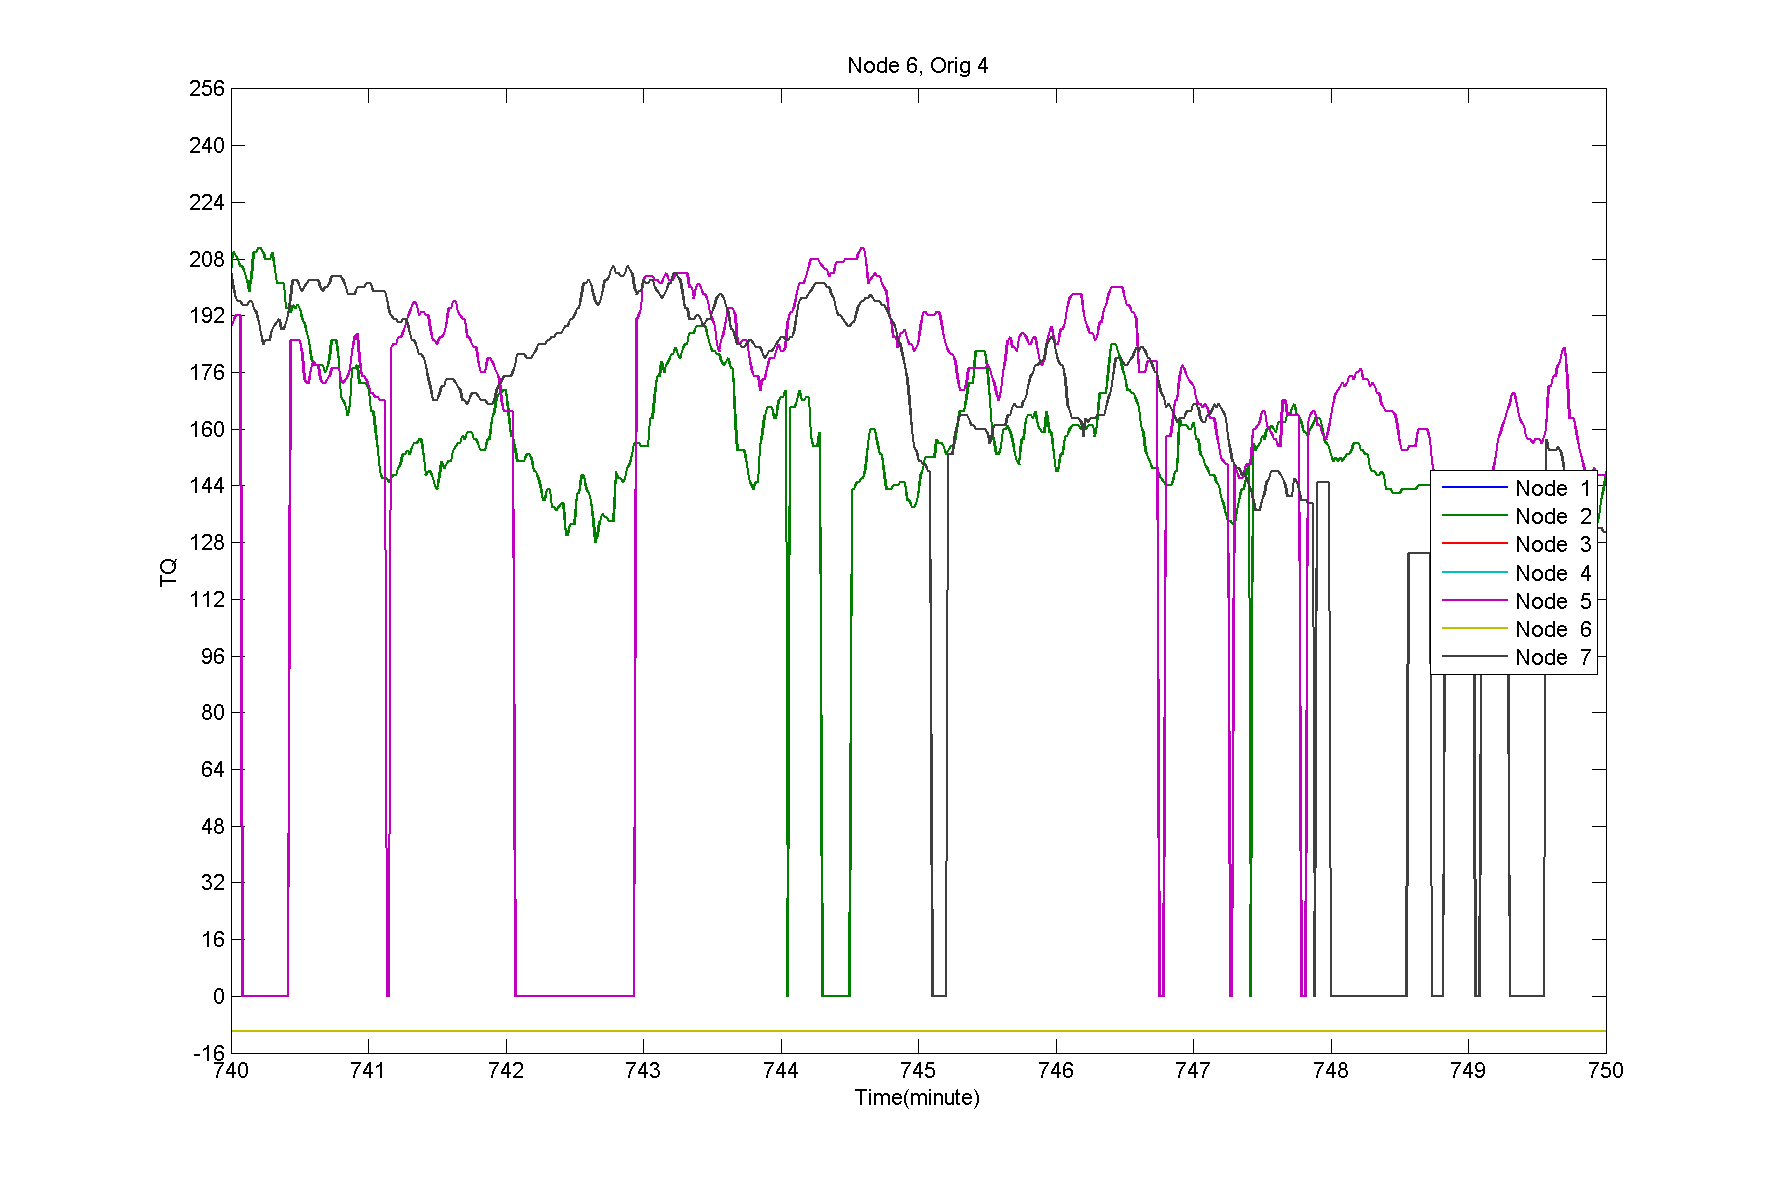 Node 6, Orig 4
256
240
224
208
192
176
160
144
128
112
96
80
64
48
32
16
0
-16
TQ
Node 1
Node 2
Node 3
Node 4
Node 5
Node 6
Node 7
740 741 742 743 744 745 746 747 748 749 750
Time(minute)